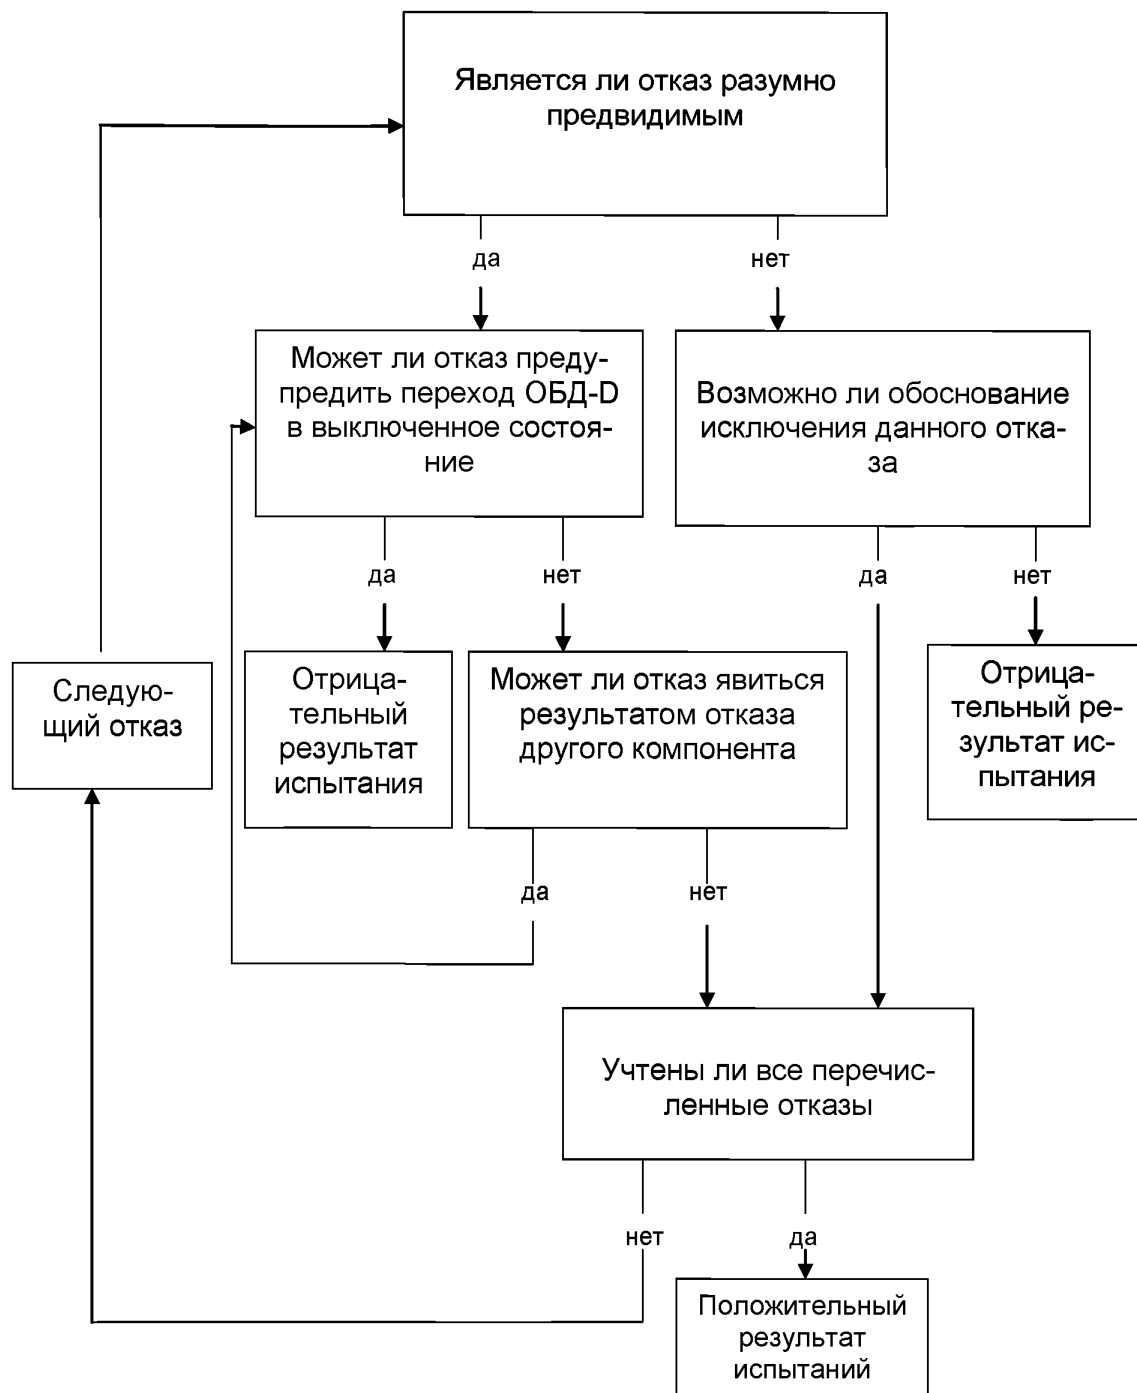 Является ли отказ разумно
предвидимым
да
нет
Может ли отказ преду-
предить переход ОБД-D
в выключенное состоя-
ние
Возможно ли обоснование
исключения данного отка-
за
да
нет
да
нет
Следую-
щий отказ
Отрица-
тельный
результат
испытания
Может ли отказ явиться
результатом отказа
другого компонента
Отрица-
тельный ре-
зультат ис-
пытания
да
нет
Учтены ли все перечис-
ленные отказы
нет
да
Положительный
результат
испытаний